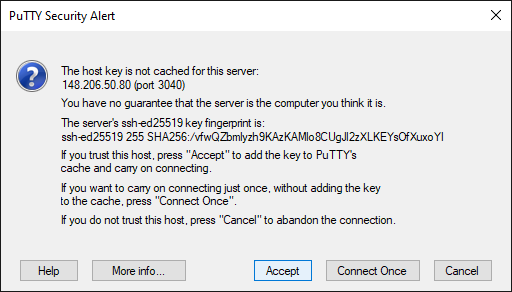 PuTTY Security Alert
The host key is not cached for this server:
148.206.50.80 (port 3040)
You have no guarantee that the server is the computer you think it is.
The server's ssh-ed25519 key fingerprint is:
ssh-ed25519 255 SHA256:/vfwQZbmlyzh9KAzKAMlo8CUgJl2zXLKEYsOfXuxoYI
If you trust this host, press "Accept" to add the key to PuTTY's
cache and carry on connecting.
If you want to carry on connecting just once, without adding the key
to the cache, press "Connect Once".
If you do not trust this host, press "Cancel" to abandon the connection.
Help More info... Accept Connect Once Cancel